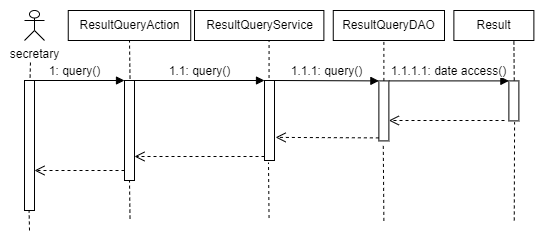 ResultQueryAction
ResultQueryService
ResultQueryDAO
Result
secretary
1: query()
1.1: query()
1.1.1: query()
1.1.1.1: date access()